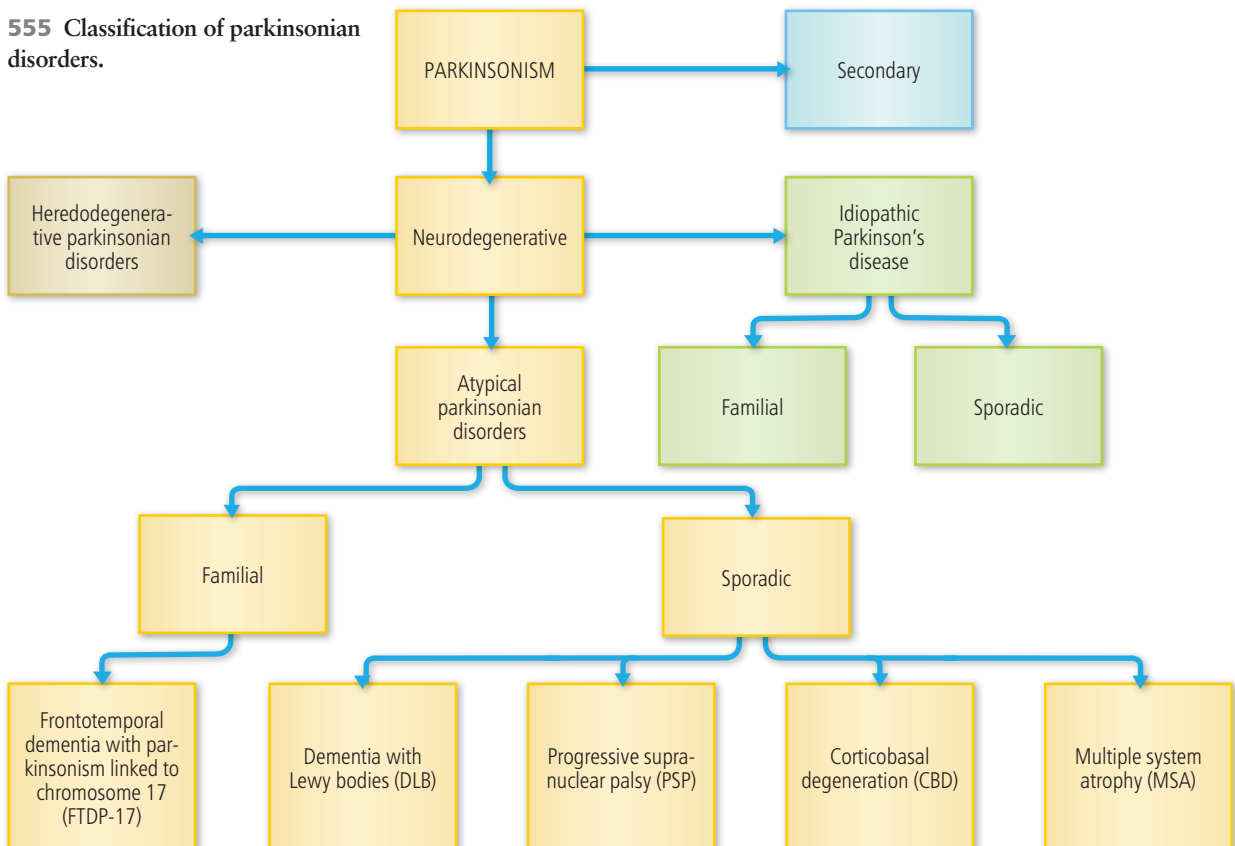 555 Classification of parkinsonian
disorders.
PARKINSONISM
Secondary
Heredodegenera-
tive parkinsonian
disorders
Neurodegenerative
Idiopathic
Parkinson's
disease
Atypical
parkinsonian
disorders
Familial
Sporadic
Familial
Sporadic
Frontotemporal
dementia with par-
kinsonism linked to
chromosome 17
(FTDP-17)
Dementia with
Lewy bodies (DLB)
Progressive supra-
nuclear palsy (PSP)
Corticobasal
degeneration (CBD)
Multiple system
atrophy (MSA)